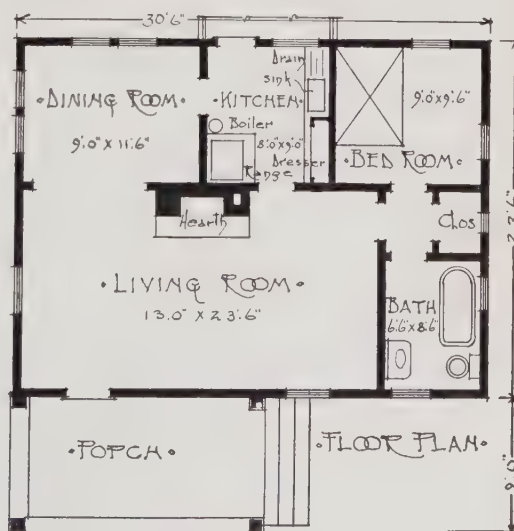 30'6"
·DINING ROOM·
9'0" X 11'6"
·KITCHEN·
Drain
Sink
Boiler
8'0"x9'0"
Dresser
Range
9'0"x9'6"
·BED ROOM·
Clos
Hearth
·LIVING ROOM·
13'0" X 23'6"
BATH
6'6"x8'6"
·PORCH·
·FLOOR PLAN·